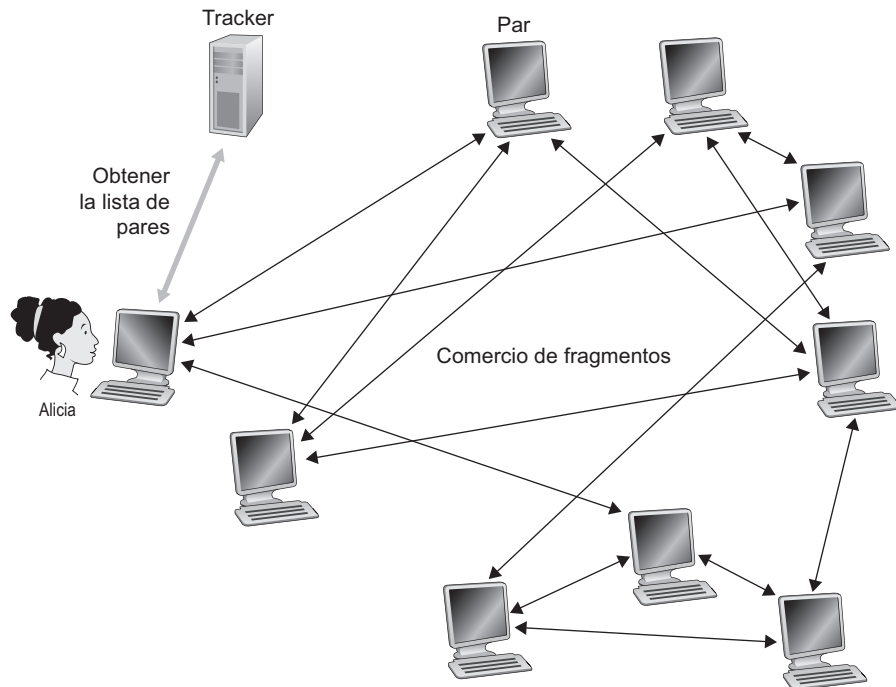 Tracker
Par
Obtener
la lista de
pares
Comercio de fragmentos
Alicia